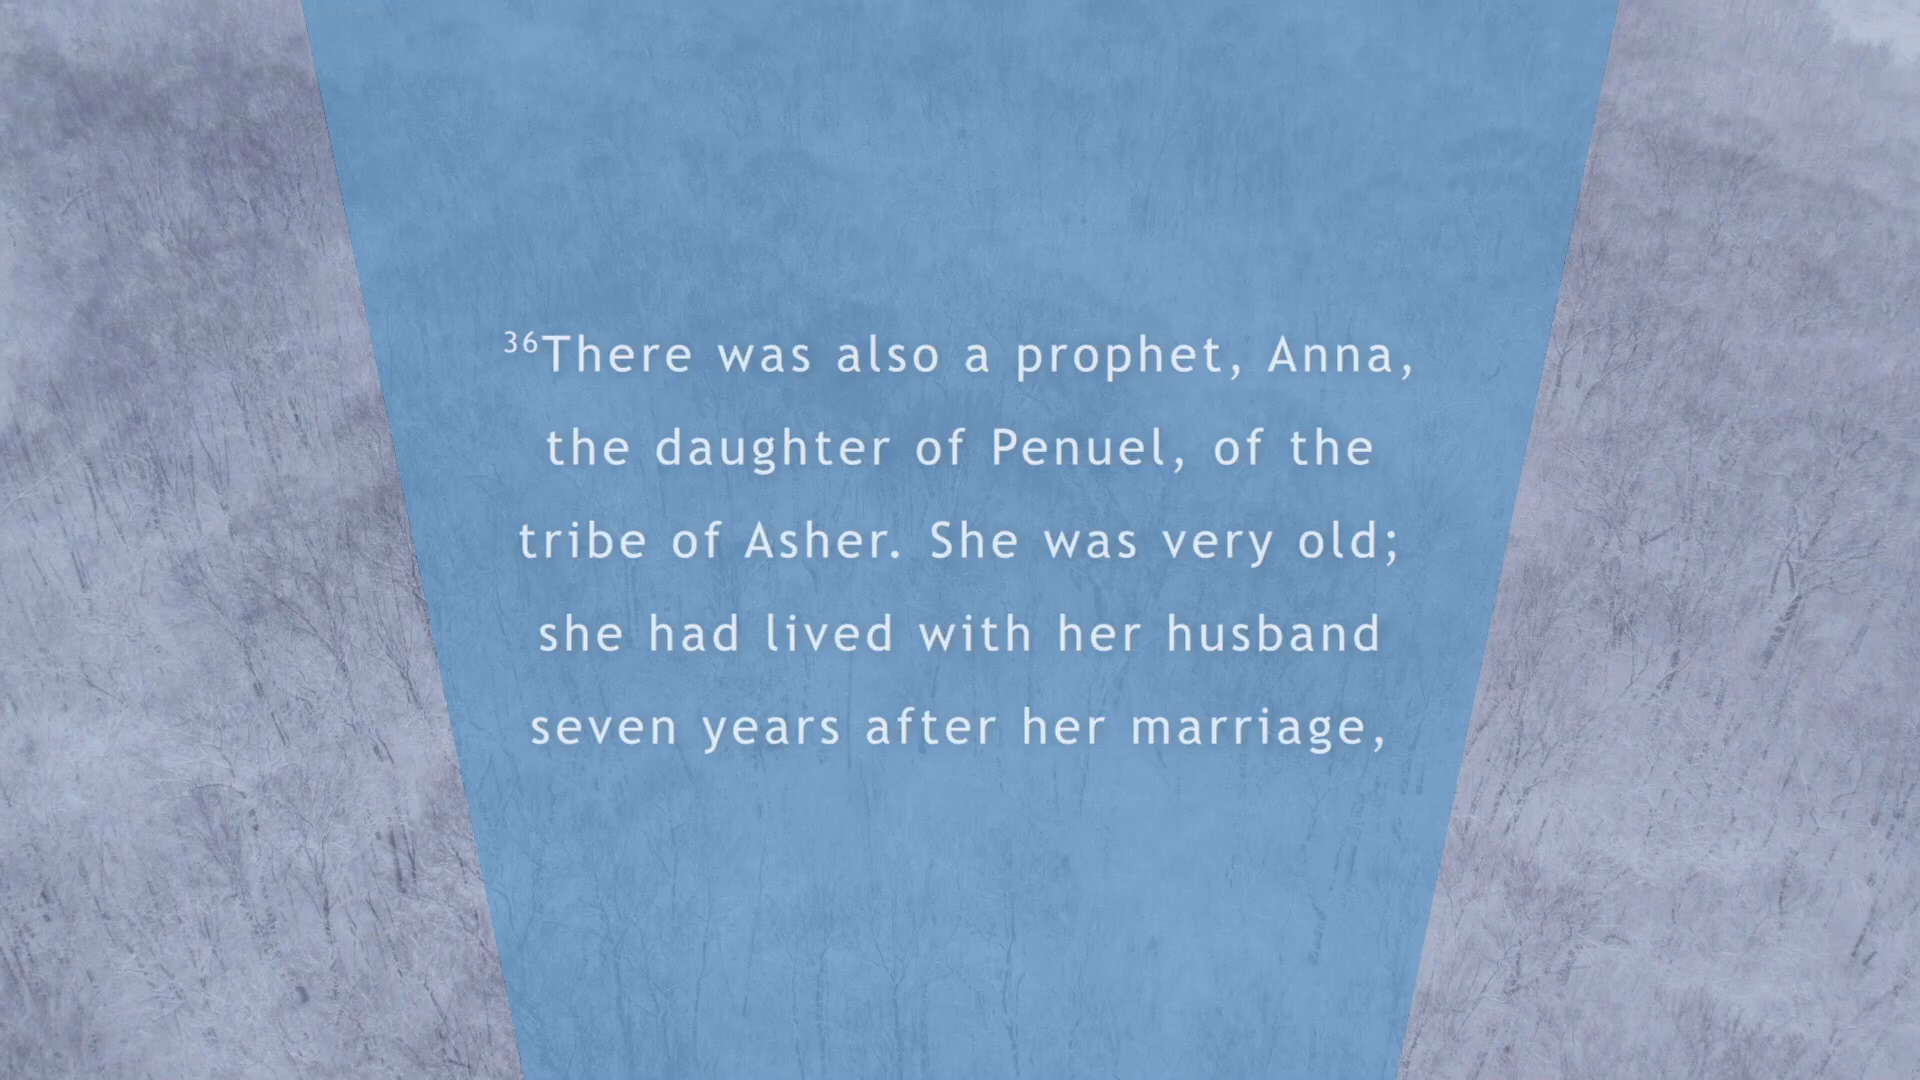 36There was also a prophet, Anna,
the daughter of Penuel, of the
tribe of Asher. She was very old;
she had lived with her husband
seven years after her marriage,